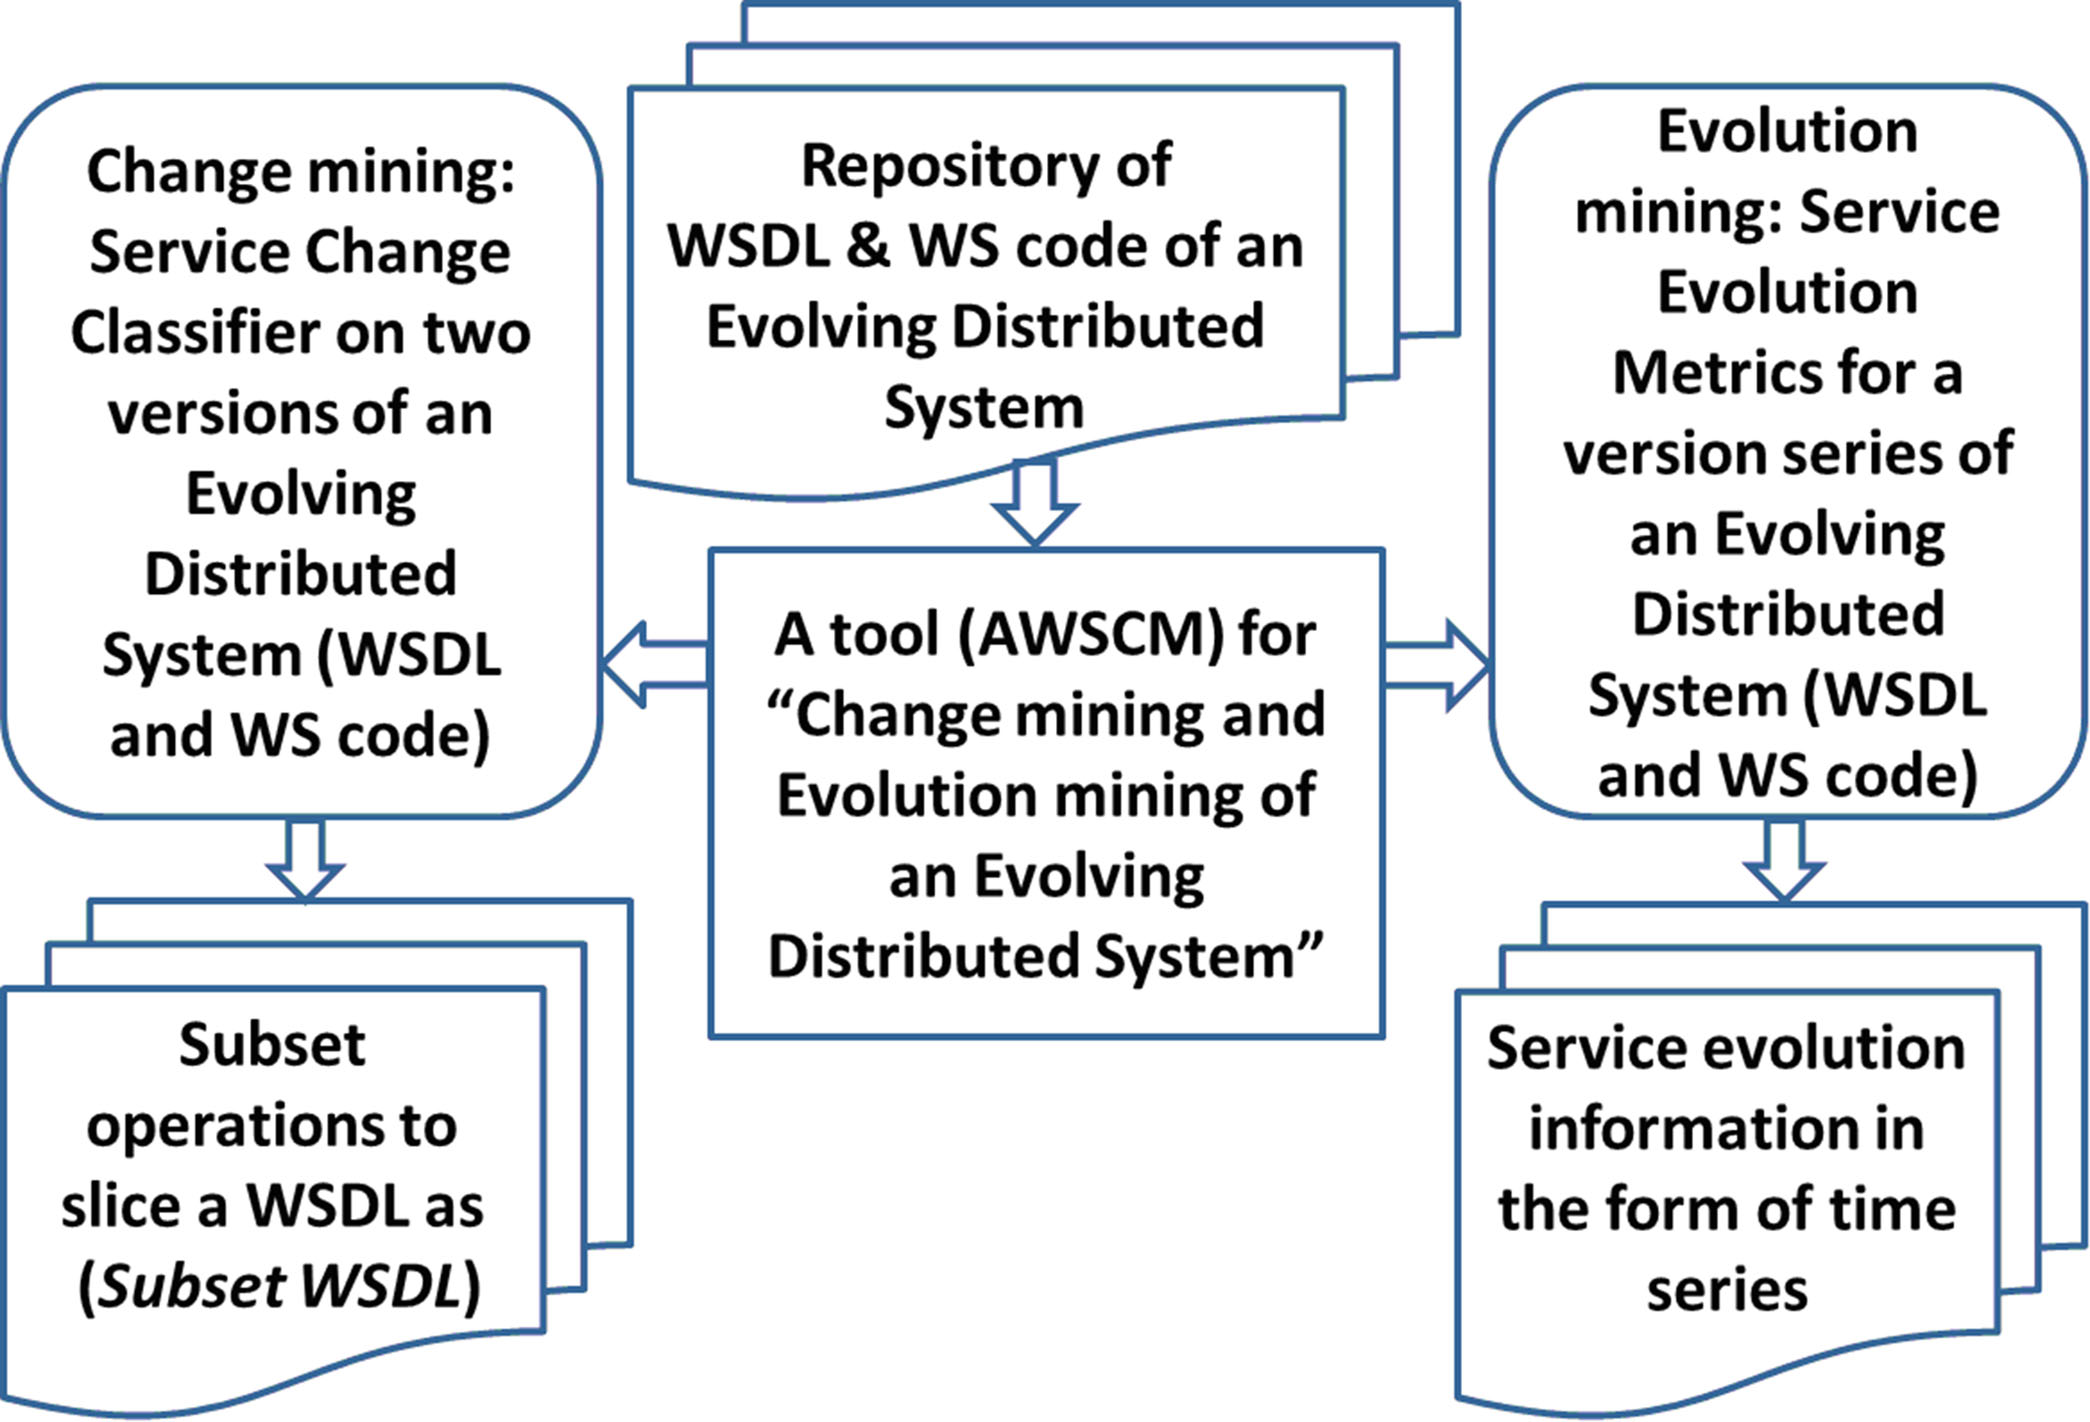 Change mining:
Service Change
Classifier on two
versions of an
Evolving
Distributed
System (WSDL
and WS code)
Repository of
WSDL & WS code of an
Evolving Distributed
System
Evolution
mining: Service
Evolution
Metrics for a
version series of
an Evolving
Distributed
System (WSDL
and WS code)
A tool (AWSCM) for
“Change mining and
Evolution mining of
an Evolving
Distributed System”
Subset
operations to
slice a WSDL as
(Subset WSDL)
Service evolution
information in
the form of time
series